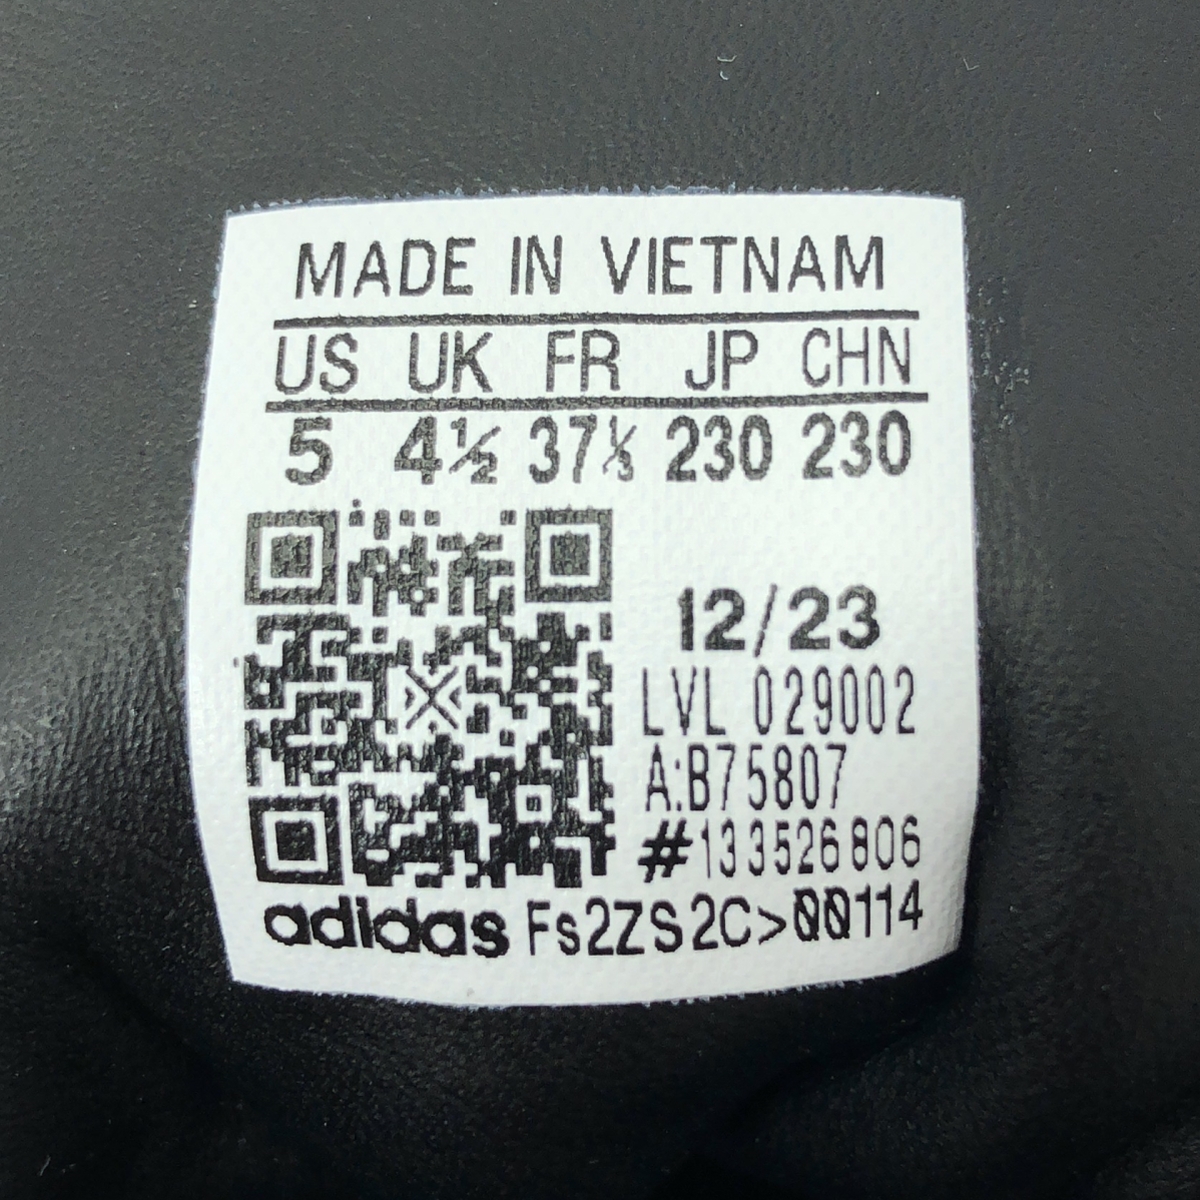 MADE IN VIETNAM
US UK FR JP CHN
5 4½ 37⅓ 230 230
12/23
LVL 029002
A:B75807
#133526806
adidas Fs2ZS2C>00114